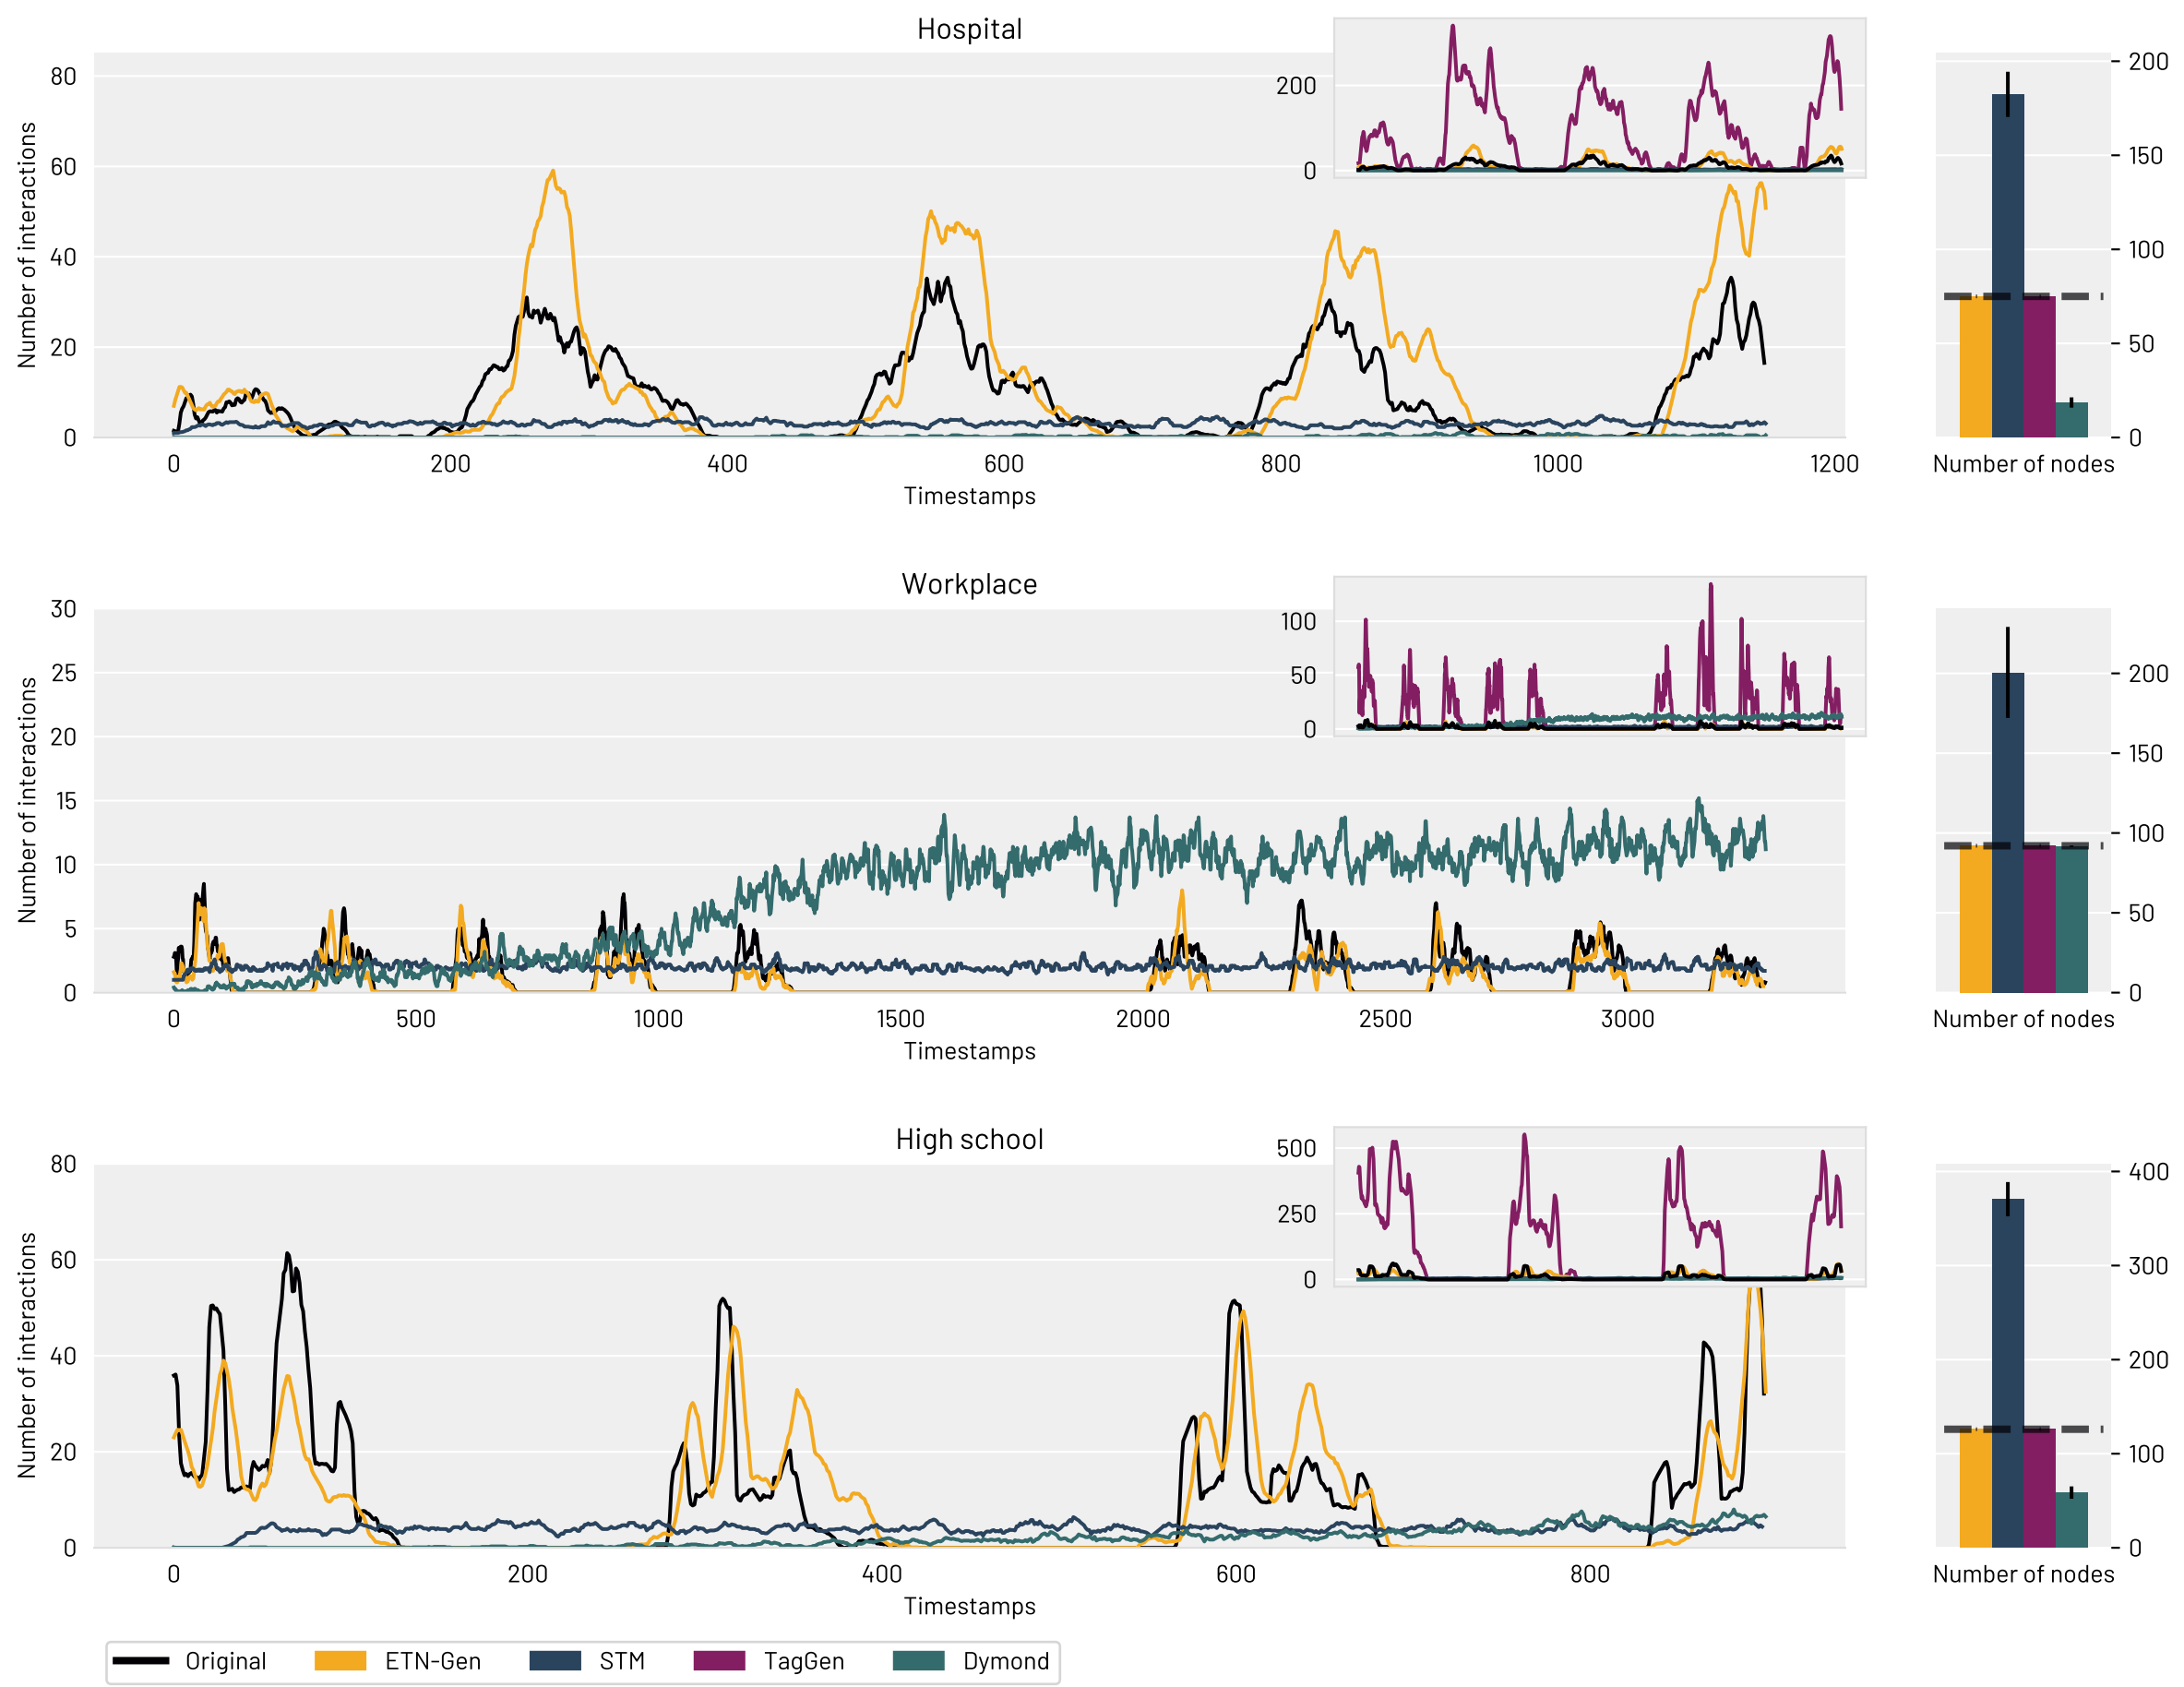 Hospital
80
60
40
20
0
Number of interactions
0 200 400 600 800 1000 1200
Timestamps
200
0
200
150
100
50
0
Number of nodes
Workplace
30
25
20
15
10
5
0
Number of interactions
0 500 1000 1500 2000 2500 3000
Timestamps
100
50
0
200
150
100
50
0
Number of nodes
High school
80
60
40
20
0
Number of interactions
0 200 400 600 800
Timestamps
500
250
0
400
300
200
100
0
Number of nodes
Original ETN-Gen STM TagGen Dymond